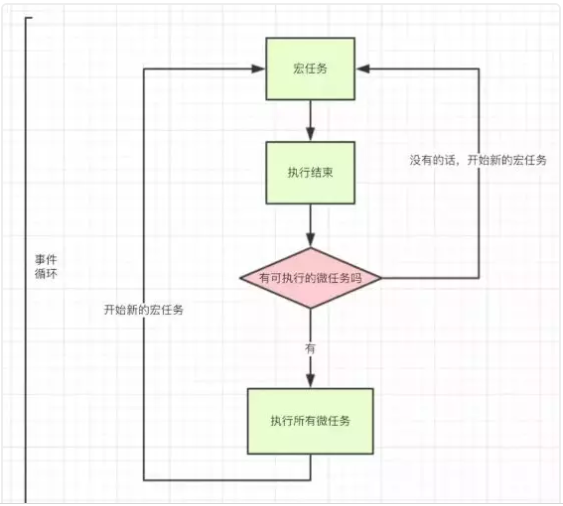 宏任务
执行结束
没有的话，开始新的宏任务
事件
循环
有可执行的微任务吗
开始新的宏任务
有
执行所有微任务